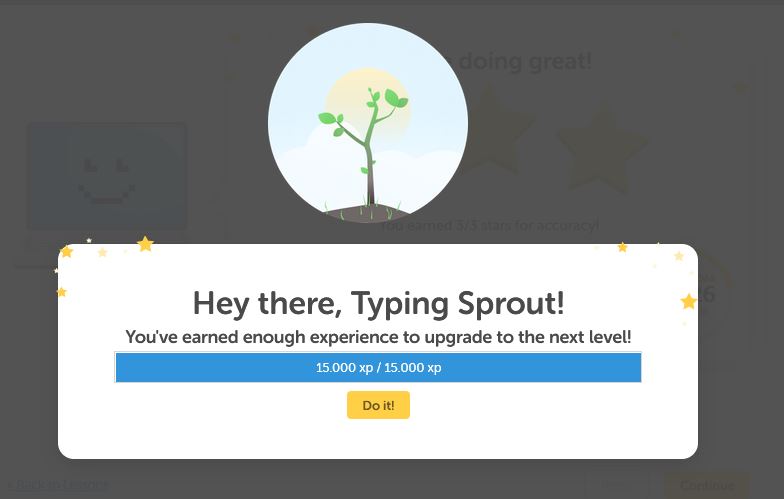 doing great!
You earned 3/3 stars for accuracy!
Hey there, Typing Sprout!
You've earned enough experience to upgrade to the next level!
15.000 xp / 15.000 xp
Do it!
« Back to Lessons
Continue